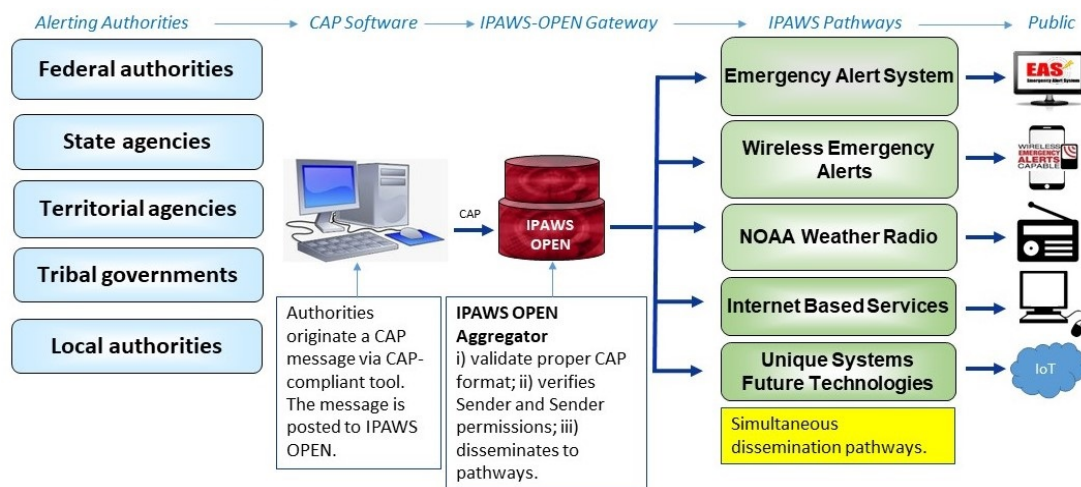 Alerting Authorities
CAP Software
IPAWS-OPEN Gateway
IPAWS Pathways
Public
Federal authorities
State agencies
Territorial agencies
Tribal governments
Local authorities
CAP
IPAWS
OPEN
Authorities
originate a CAP
message via CAP-
compliant tool.
The message is
posted to IPAWS
OPEN.
IPAWS OPEN
Aggregator
i) validate proper CAP
format; ii) verifies
Sender and Sender
permissions; iii)
disseminates to
pathways.
Emergency Alert System
Wireless Emergency
Alerts
NOAA Weather Radio
Internet Based Services
Unique Systems
Future Technologies
Simultaneous
dissemination pathways.
EAS
Emergency Alert System
WIRELESS
EMERGENCY
ALERTS
CAPABLE
IoT